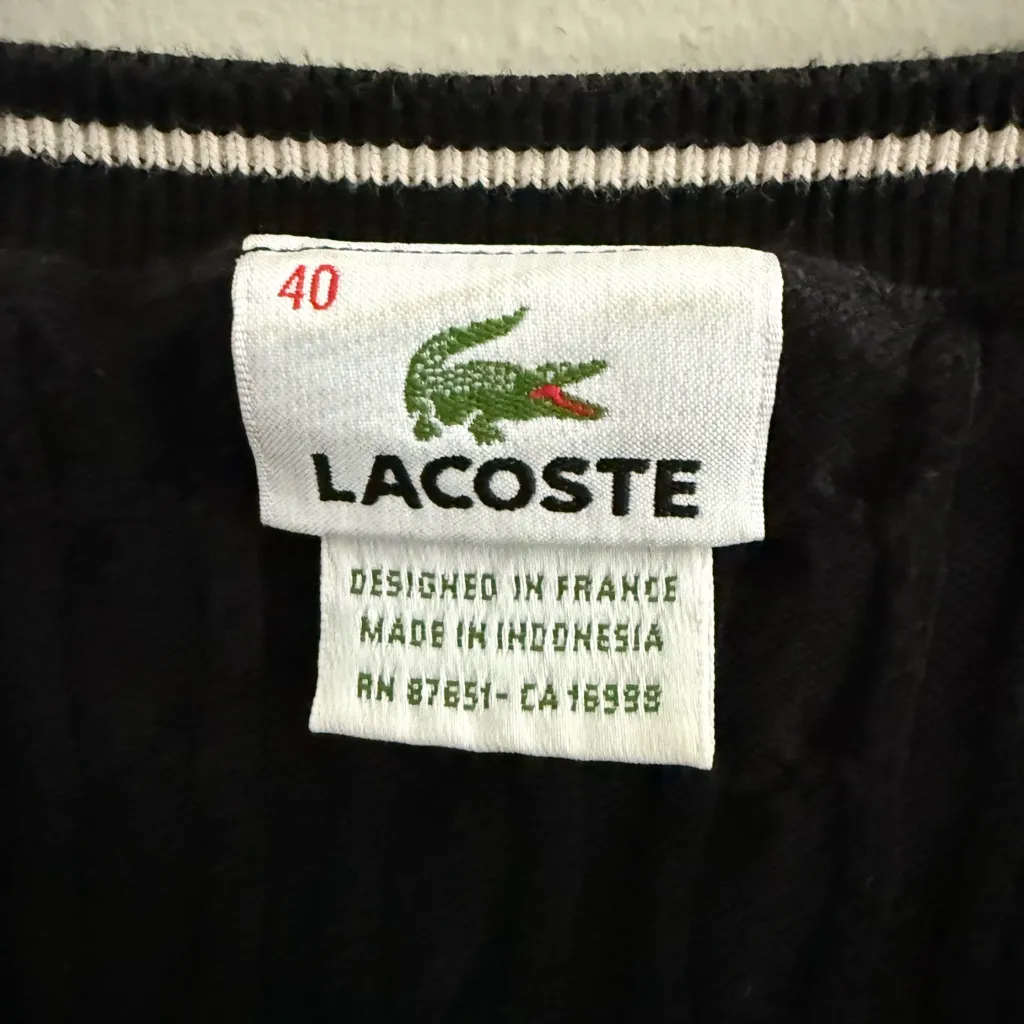 40
LACOSTE
DESIGNED IN FRANCE
MADE IN INDONESIA
RN 87651- CA 16998